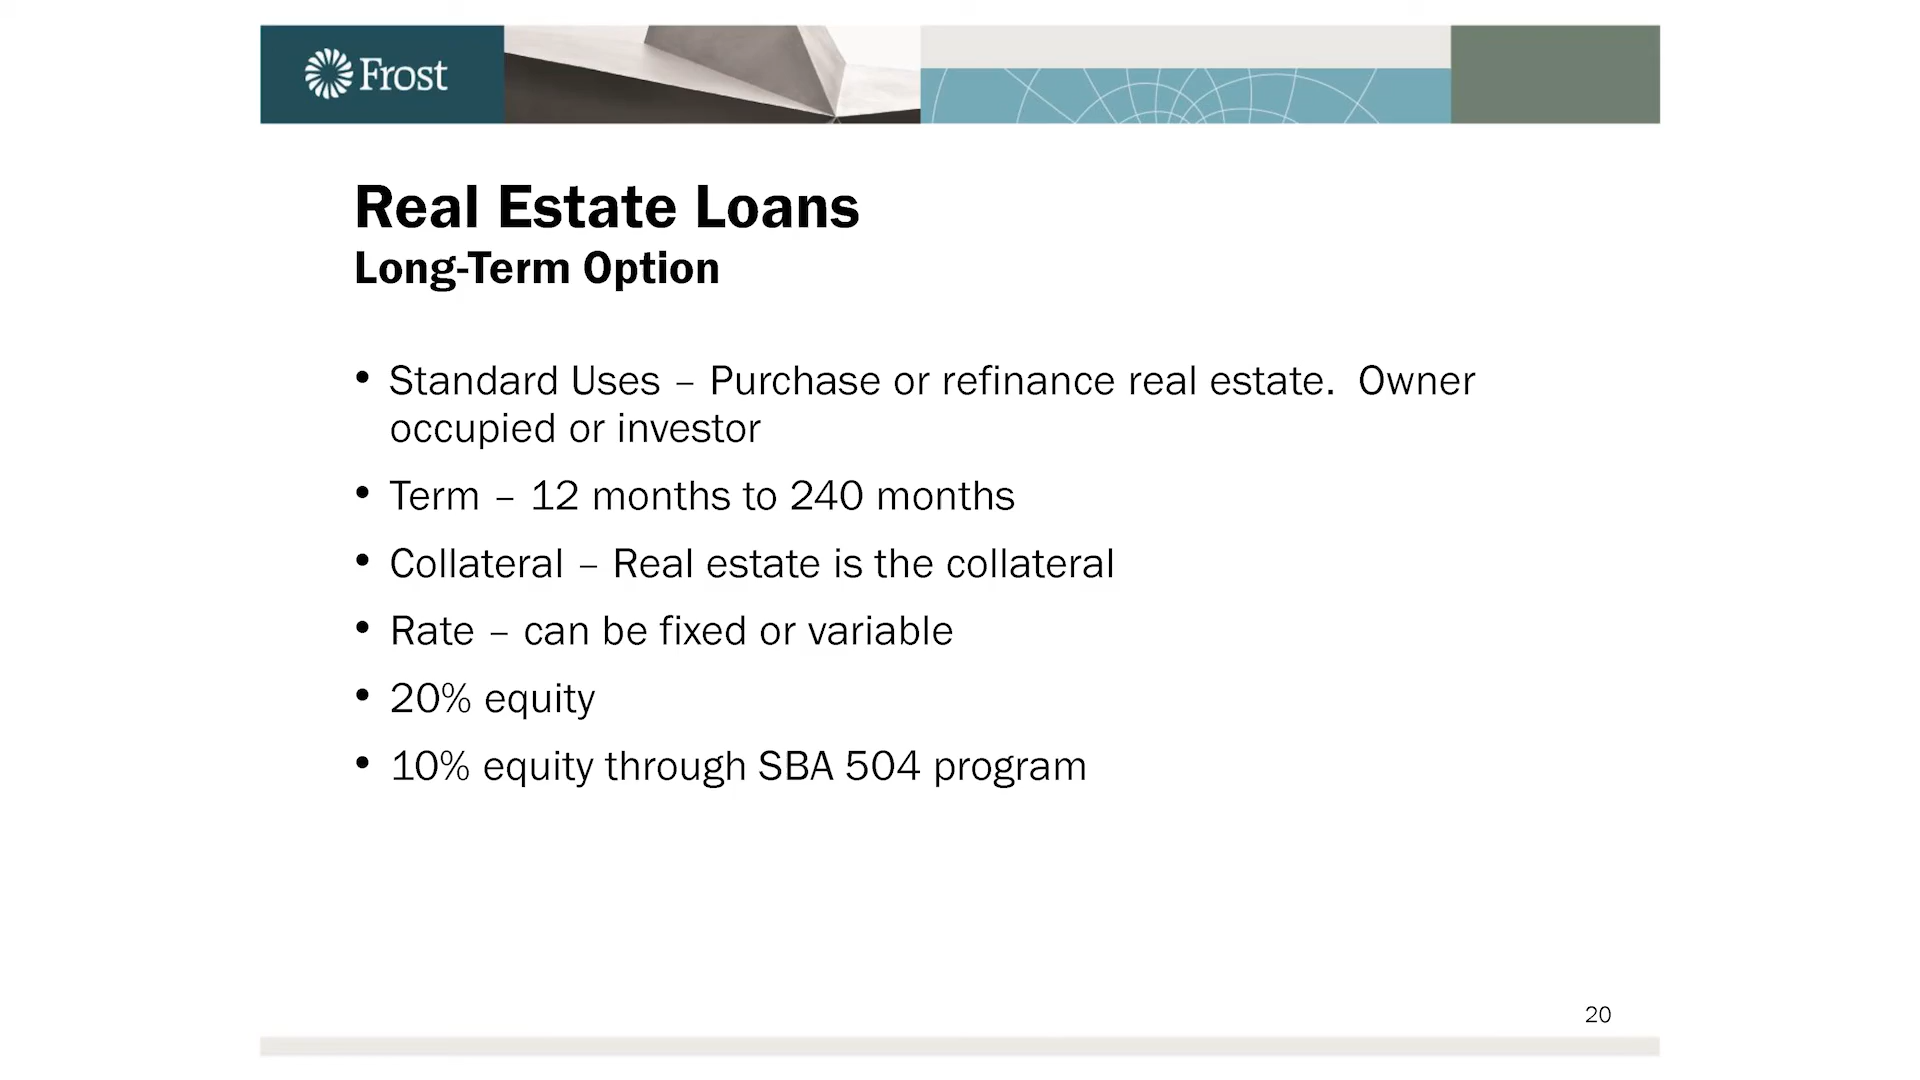 Frost
Real Estate Loans
Long-Term Option
• Standard Uses – Purchase or refinance real estate.  Owner
occupied or investor
• Term – 12 months to 240 months
• Collateral – Real estate is the collateral
• Rate – can be fixed or variable
• 20% equity
• 10% equity through SBA 504 program
20